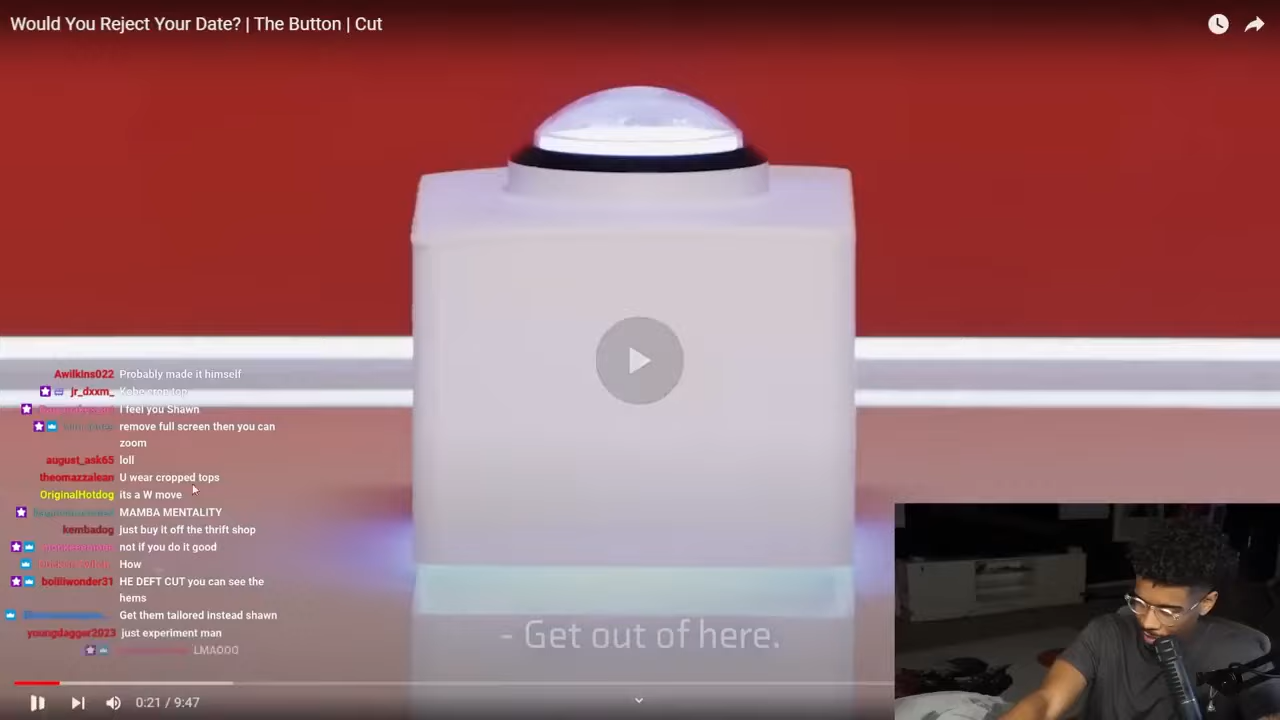 Would You Reject Your Date? | The Button | Cut
Awilkins022 Probably made it himself
jr_dxxm_ Kobe crop top
I feel you Shawn
remove full screen then you can
zoom
august_ask65 loll
theomazzalean U wear cropped tops
OriginalHotdog its a W move
MAMBA MENTALITY
kembadog just buy it off the thrift shop
not if you do it good
How
boilliwonder31 HE DEFT CUT you can see the
hems
Get them tailored instead shawn
youngdagger2023 just experiment man
LMAOOO
- Get out of here.
0:21 / 9:47